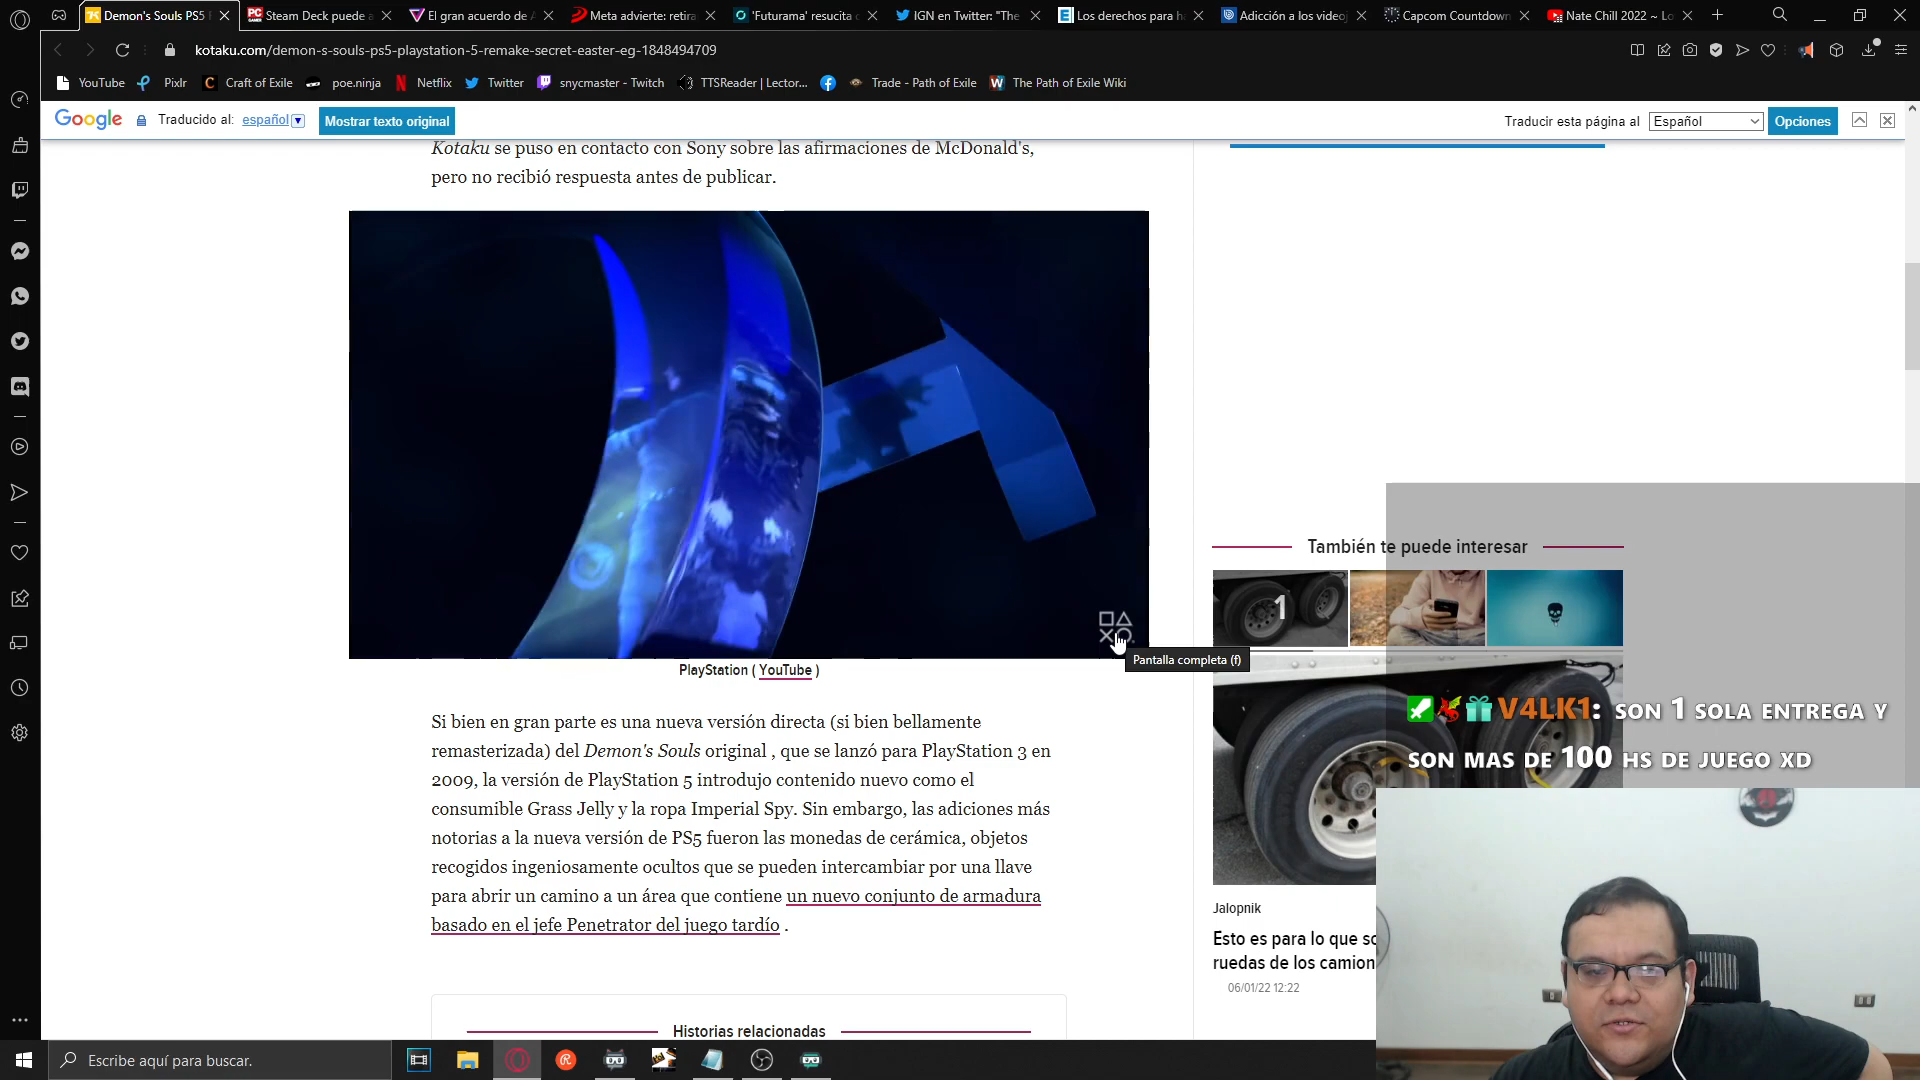 Demon's Souls PS5
Steam Deck puede a
El gran acuerdo de A
Meta advierte: retira
'Futurama' resucita
IGN en Twitter: "The
Los derechos para h
Adicción a los videoj
Capcom Countdown
Nate Chill 2022 ~ Lo
kotaku.com/demon-s-souls-ps5-playstation-5-remake-secret-easter-eg-1848494709
YouTube
Pixlr
Craft of Exile
poe.ninja
Netflix
Twitter
snycmaster - Twitch
TTSReader | Lector...
Trade - Path of Exile
The Path of Exile Wiki
Google
Traducido al: español
Mostrar texto original
Traducir esta página al
Español
Opciones
Kotaku se puso en contacto con Sony sobre las afirmaciones de McDonald's,
pero no recibió respuesta antes de publicar.
Pantalla completa (f)
PlayStation ( YouTube )
Si bien en gran parte es una nueva versión directa (si bien bellamente
remasterizada) del Demon's Souls original , que se lanzó para PlayStation 3 en
2009, la versión de PlayStation 5 introdujo contenido nuevo como el
consumible Grass Jelly y la ropa Imperial Spy. Sin embargo, las adiciones más
notorias a la nueva versión de PS5 fueron las monedas de cerámica, objetos
recogidos ingeniosamente ocultos que se pueden intercambiar por una llave
para abrir un camino a un área que contiene un nuevo conjunto de armadura
basado en el jefe Penetrator del juego tardío .
Historias relacionadas
También te puede interesar
1
V4LK1: SON 1 SOLA ENTREGA Y
SON MAS DE 100 HS DE JUEGO XD
Jalopnik
Esto es para lo que so
ruedas de los camion
06/01/22 12:22
Escribe aquí para buscar.